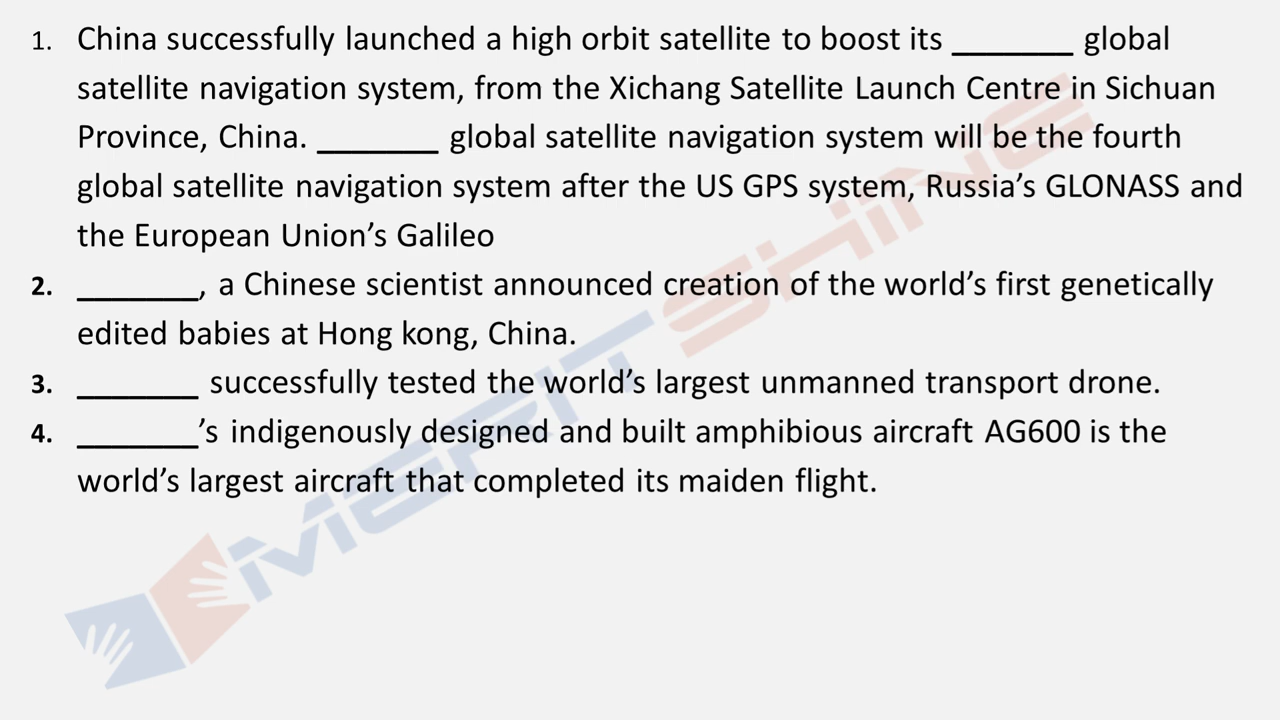 1. China successfully launched a high orbit satellite to boost its _______ global
satellite navigation system, from the Xichang Satellite Launch Centre in Sichuan
Province, China. _______ global satellite navigation system will be the fourth
global satellite navigation system after the US GPS system, Russia’s GLONASS and
the European Union’s Galileo
2. _______, a Chinese scientist announced creation of the world’s first genetically
edited babies at Hong kong, China.
3. _______ successfully tested the world’s largest unmanned transport drone.
4. _______’s indigenously designed and built amphibious aircraft AG600 is the
world’s largest aircraft that completed its maiden flight.
MERITSHINE